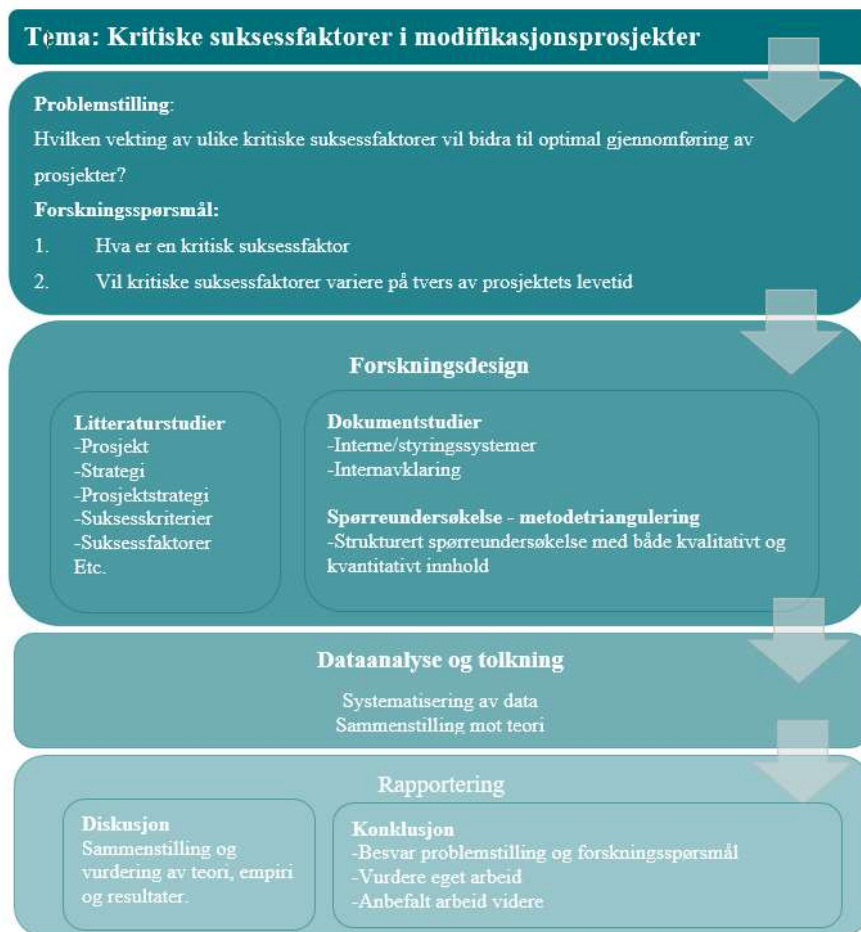 Tema: Kritiske suksessfaktorer i modifikasjonsprosjekter
Problemstilling:
Hvilken vekting av ulike kritiske suksessfaktorer vil bidra til optimal gjennomføring av
prosjekter?
Forskningsspørsmål:
1. Hva er en kritisk suksessfaktor
2. Vil kritiske suksessfaktorer variere på tvers av prosjektets levetid
Forskningsdesign
Litteraturstudier
-Prosjekt
-Strategi
-Prosjektstrategi
-Suksesskriterier
-Suksessfaktorer
Etc.
Dokumentstudier
-Interne/styringssystemer
-Internavklaring
Spørreundersøkelse - metodetriangulering
-Strukturert spørreundersøkelse med både kvalitativt og
kvantitativt innhold
Dataanalyse og tolkning
Systematisering av data
Sammenstilling mot teori
Rapportering
Diskusjon
Sammenstilling og
vurdering av teori, empiri
og resultater.
Konklusjon
-Besvar problemstilling og forskningsspørsmål
-Vurdere eget arbeid
-Anbefalt arbeid videre